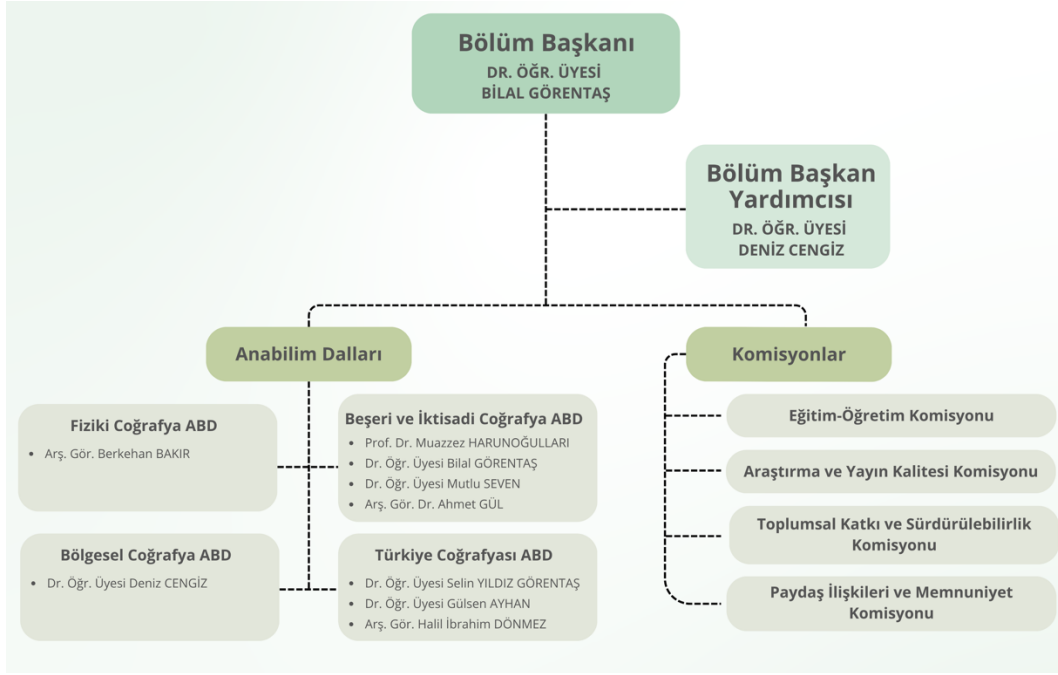 Bölüm Başkanı
DR. ÖĞR. ÜYESİ
BİLAL GÖRENTAŞ
Bölüm Başkan
Yardımcısı
DR. ÖĞR. ÜYESİ
DENİZ CENGİZ
Anabilim Dalları
Fiziki Coğrafya ABD
• Arş. Gör. Berkehan BAKIR
Beşeri ve İktisadi Coğrafya ABD
• Prof. Dr. Muazzez HARUNOĞULLARI
• Dr. Öğr. Üyesi Bilal GÖRENTAŞ
• Dr. Öğr. Üyesi Mutlu SEVEN
• Arş. Gör. Dr. Ahmet GÜL
Bölgesel Coğrafya ABD
• Dr. Öğr. Üyesi Deniz CENGİZ
Türkiye Coğrafyası ABD
• Dr. Öğr. Üyesi Selin YILDIZ GÖRENTAŞ
• Dr. Öğr. Üyesi Gülsen AYHAN
• Arş. Gör. Halil İbrahim DÖNMEZ
Komisyonlar
Eğitim-Öğretim Komisyonu
Araştırma ve Yayın Kalitesi Komisyonu
Toplumsal Katkı ve Sürdürülebilirlik
Komisyonu
Paydaş İlişkileri ve Memnuniyet
Komisyonu